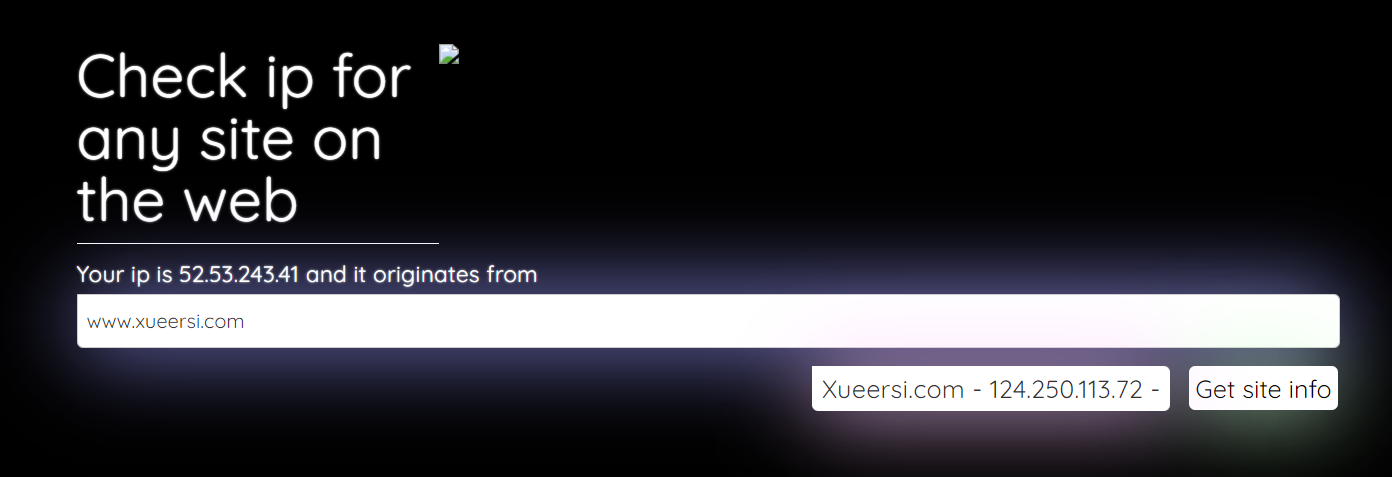 Check ip for
any site on
the web
Your ip is 52.53.243.41 and it originates from
www.xueersi.com
Xueersi.com - 124.250.113.72 -
Get site info